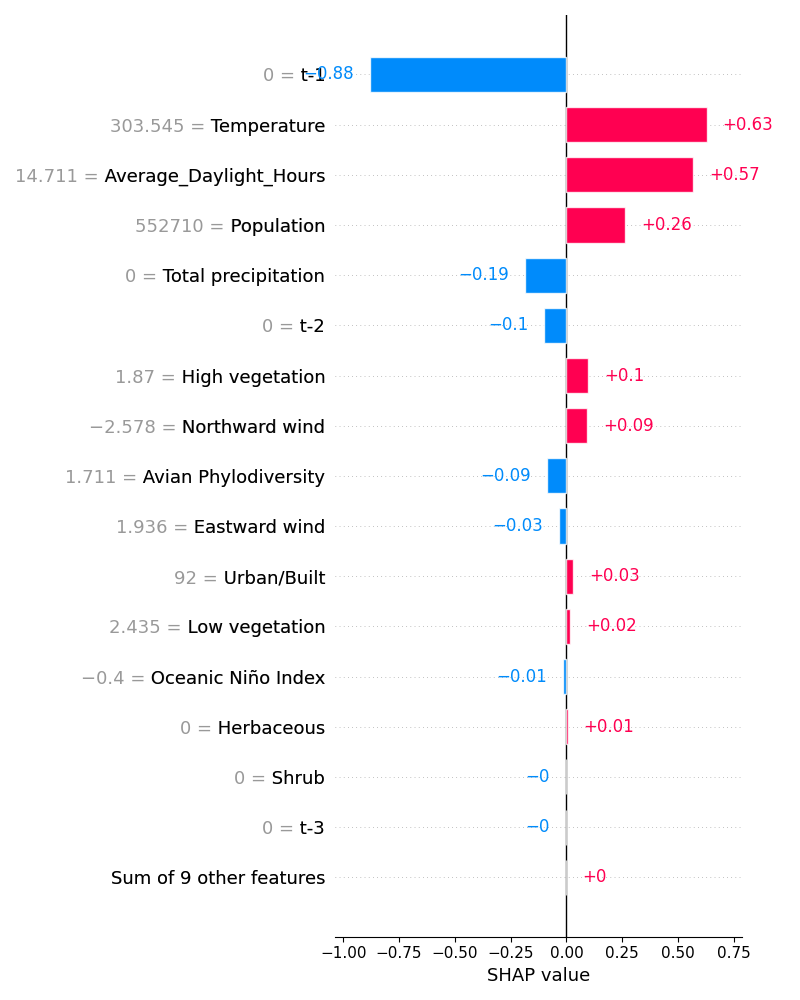 0 = t-1 −0.88
303.545 = Temperature +0.63
14.711 = Average_Daylight_Hours +0.57
552710 = Population +0.26
0 = Total precipitation −0.19
0 = t-2 −0.1
1.87 = High vegetation +0.1
−2.578 = Northward wind +0.09
1.711 = Avian Phylodiversity −0.09
1.936 = Eastward wind −0.03
92 = Urban/Built +0.03
2.435 = Low vegetation +0.02
−0.4 = Oceanic Niño Index −0.01
0 = Herbaceous +0.01
0 = Shrub −0
0 = t-3 −0
Sum of 9 other features +0
−1.00 −0.75 −0.50 −0.25 0.00 0.25 0.50 0.75
SHAP value